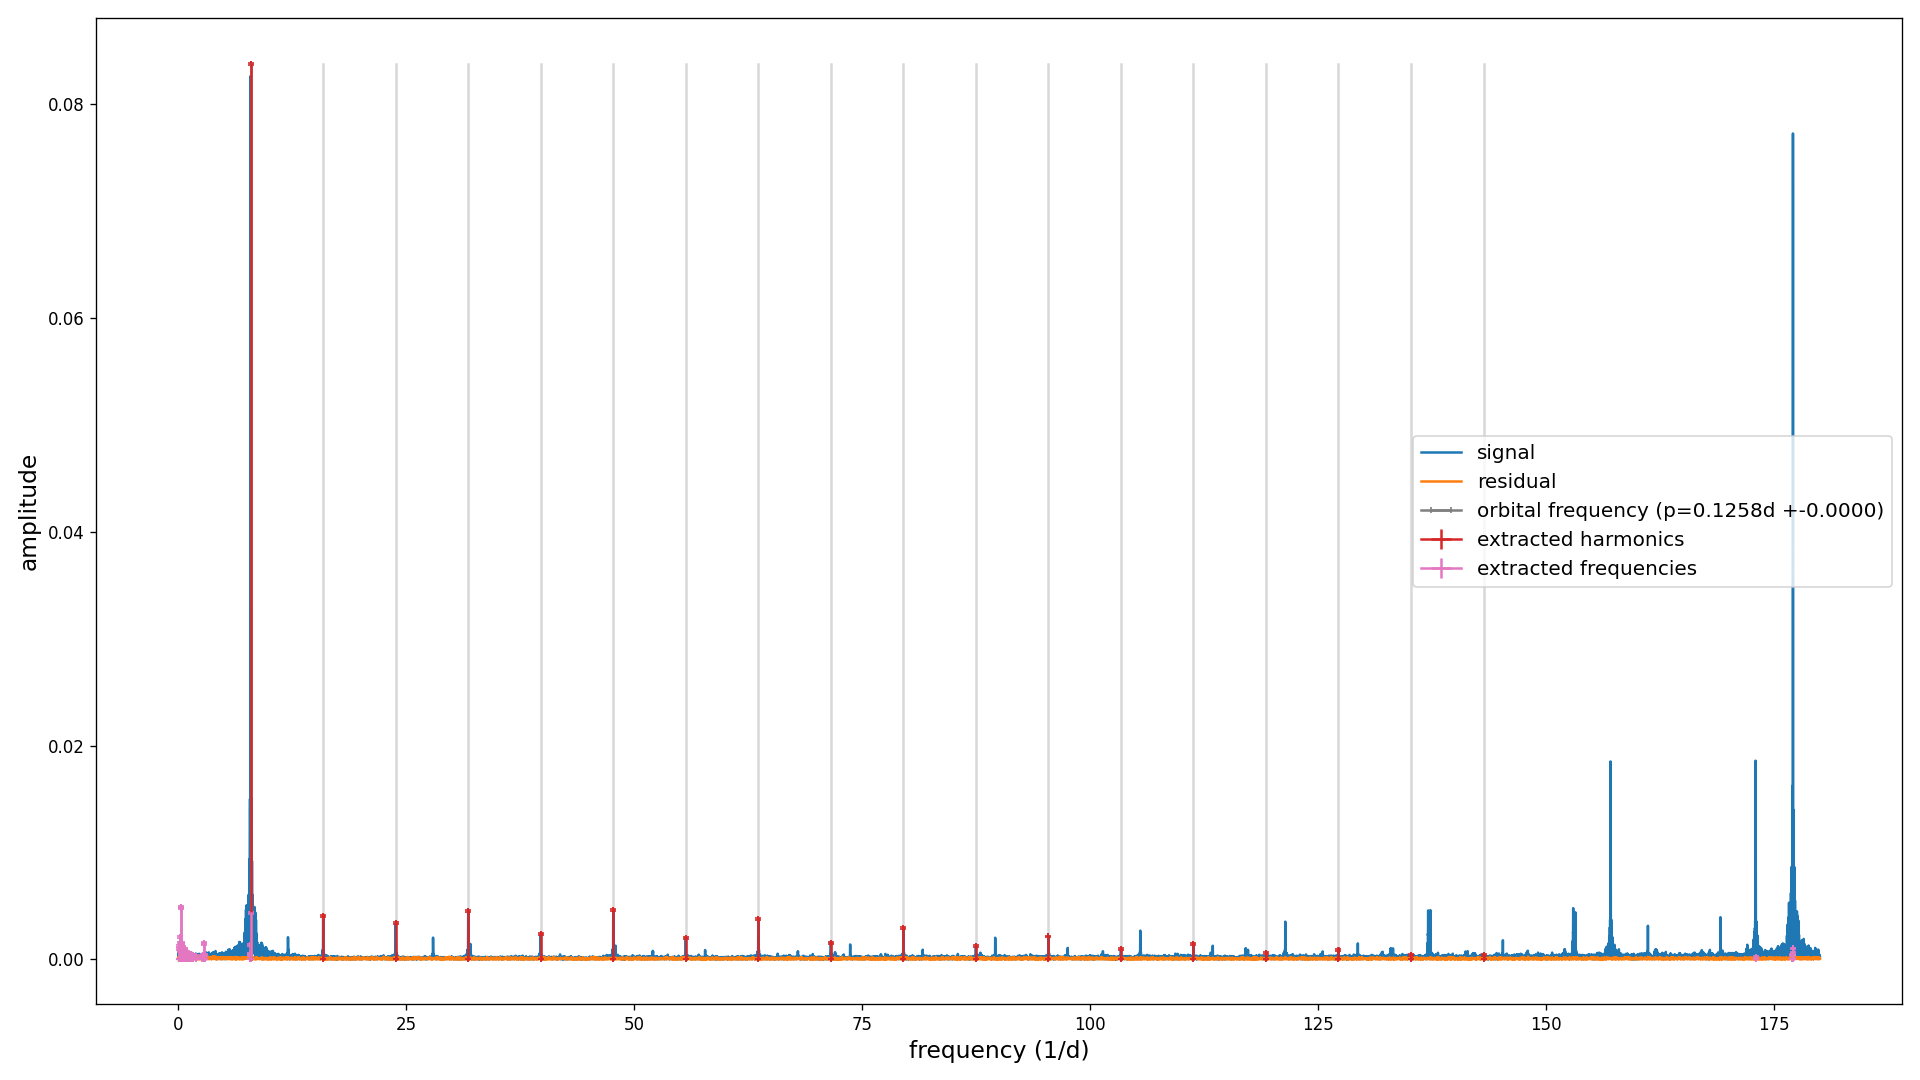 0.08
0.06
0.04
0.02
0.00
amplitude
0 25 50 75 100 125 150 175
frequency (1/d)
signal
residual
orbital frequency (p=0.1258d +-0.0000)
extracted harmonics
extracted frequencies